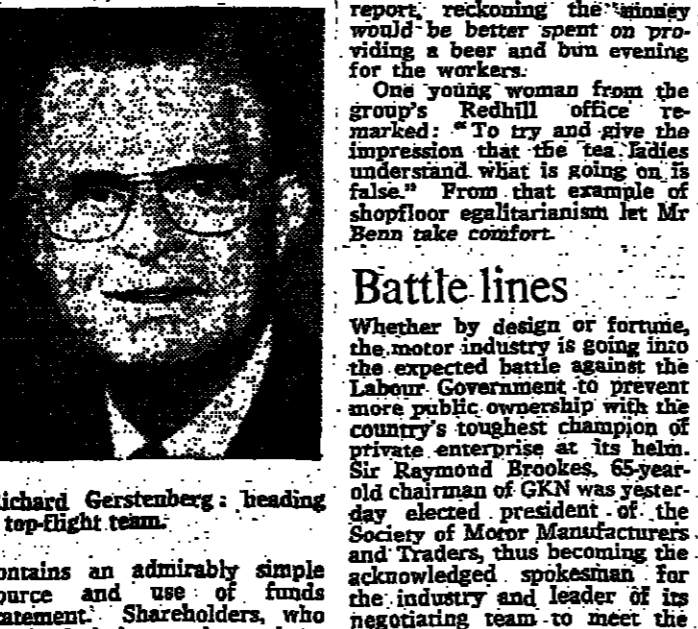 Richard Gerstenberg: heading
top-flight team.
ontains an admirably simple
ource and use of funds
tatement. Shareholders, who
report, reckoning the money
would be better spent on pro-
viding a beer and bun evening
for the workers.
One young woman from the
group's Redhill office re-
marked: "To try and give the
impression that the tea ladies
understand what is going on is
false." From that example of
shopfloor egalitarianism let Mr
Benn take comfort.
Battle lines
Whether by design or fortune,
the motor industry is going into
the expected battle against the
Labour Government to prevent
more public ownership with the
country's toughest champion of
private enterprise at its helm.
Sir Raymond Brookes, 65-year-
old chairman of GKN was yester-
day elected president of the
Society of Motor Manufacturers
and Traders, thus becoming the
acknowledged spokesman for
the industry and leader of its
negotiating team to meet the